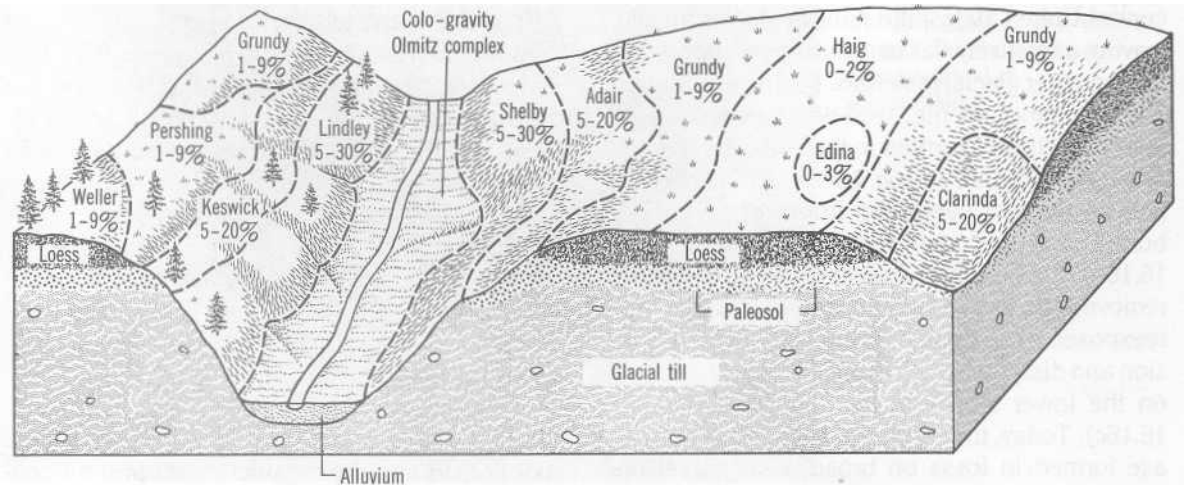 Colo-gravity
Olmitz complex
Grundy
1-9%
Haig
0-2%
Grundy
1-9%
Grundy
1-9%
Adair
5-20%
Shelby
5-30%
Lindley
5-30%
Pershing
1-9%
Edina
0-3%
Weller
1-9%
Keswick
5-20%
Clarinda
5-20%
Loess
Loess
Paleosol
Glacial till
Alluvium